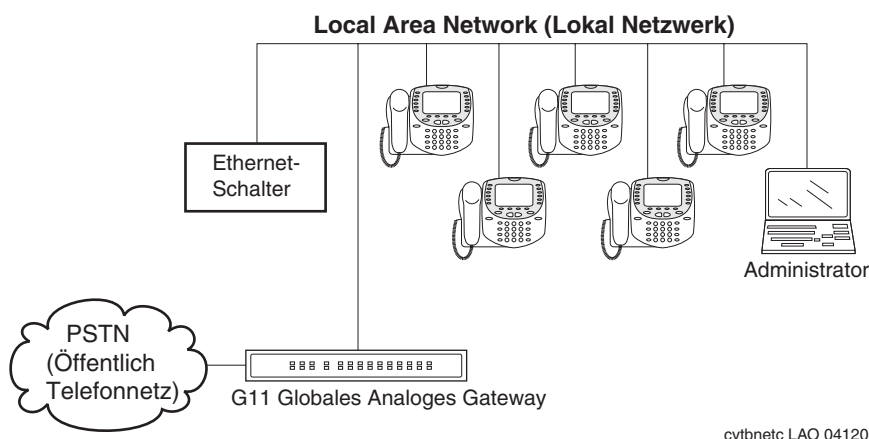 Local Area Network (Lokal Netzwerk)
Ethernet-
Schalter
Administrator
PSTN
(Öffentlich
Telefonnetz)
G11 Globales Analoges Gateway
cytbnetc LAO 04120